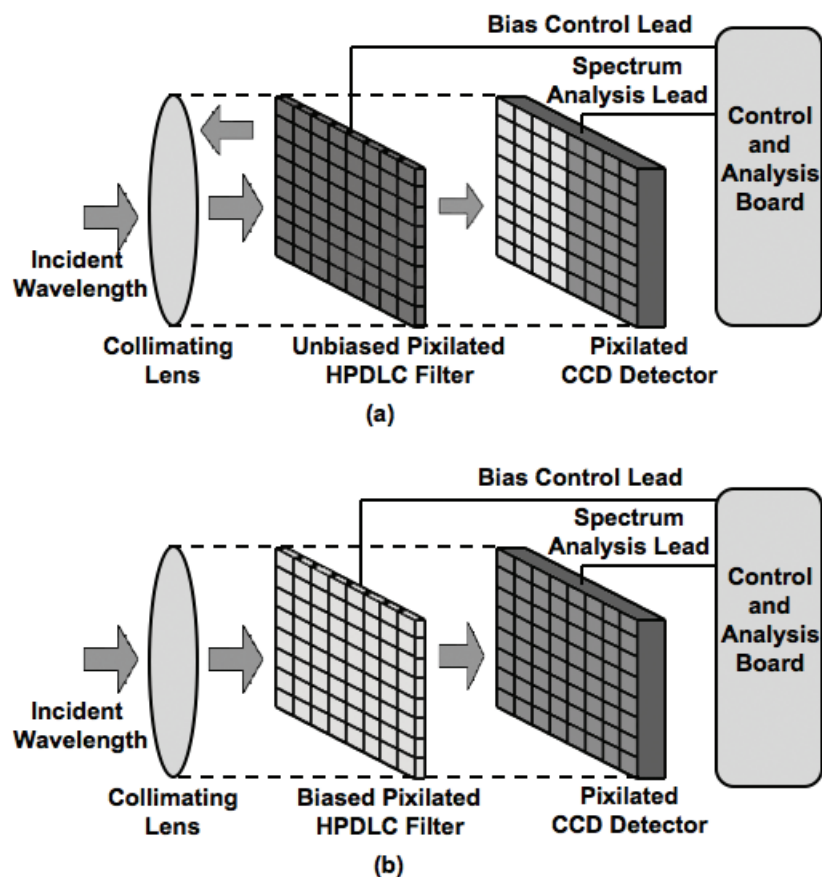 Bias Control Lead
Spectrum
Analysis Lead
Control
and
Analysis
Board
Incident
Wavelength
Collimating
Lens
Unbiased Pixilated
HPDLC Filter
Pixilated
CCD Detector
(a)
Bias Control Lead
Spectrum
Analysis Lead
Control
and
Analysis
Board
Incident
Wavelength
Collimating
Lens
Biased Pixilated
HPDLC Filter
Pixilated
CCD Detector
(b)